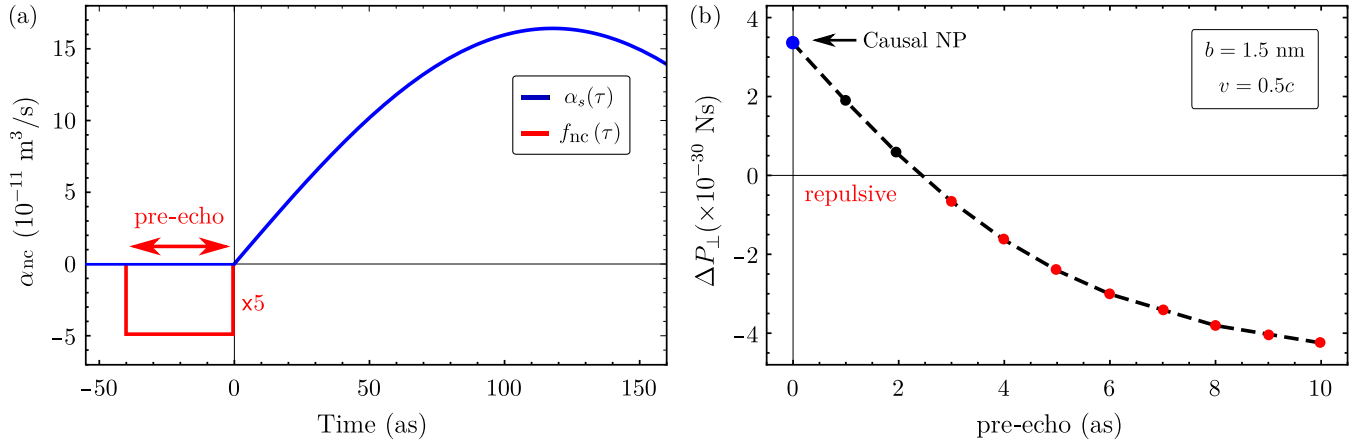 (a)
α_nc (10⁻¹¹ m³/s)
15
10
5
0
−5
pre-echo
x5
α_s(τ)
f_nc(τ)
−50
0
50
100
150
Time (as)
(b)
ΔP⊥(×10⁻³⁰ Ns)
4
2
0
−2
−4
Causal NP
b = 1.5 nm
v = 0.5c
repulsive
0
2
4
6
8
10
pre-echo (as)